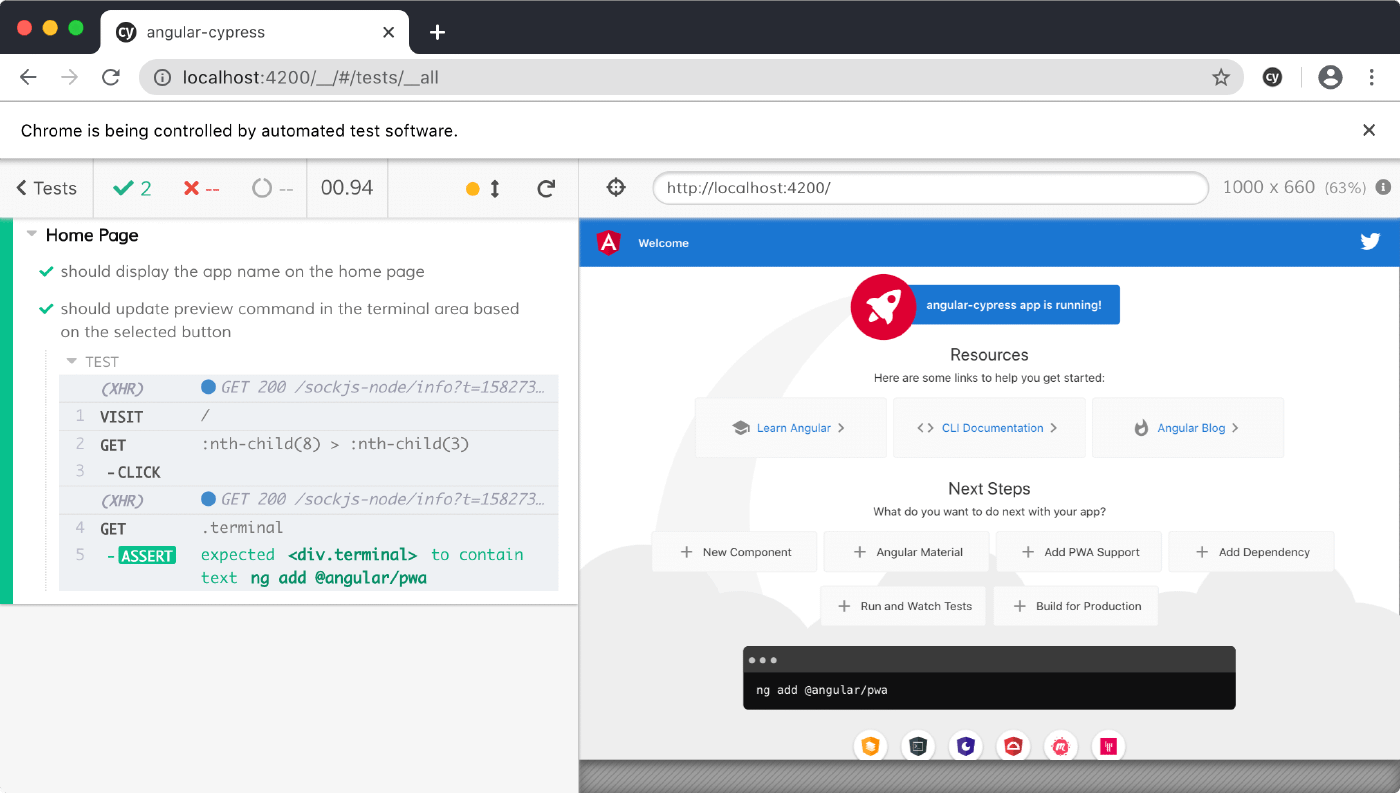 cy angular-cypress
localhost:4200/__/#/tests/__all cy
Chrome is being controlled by automated test software.
Tests 2 -- -- 00.94
http://localhost:4200/ 1000 x 660 (63%)
Home Page
should display the app name on the home page
should update preview command in the terminal area based
on the selected button
TEST
(XHR) GET 200 /sockjs-node/info?t=158273…
1 VISIT /
2 GET :nth-child(8) > :nth-child(3)
3 -CLICK
(XHR) GET 200 /sockjs-node/info?t=158273…
4 GET .terminal
5 -ASSERT expected <div.terminal> to contain
text ng add @angular/pwa
A Welcome
angular-cypress app is running!
Resources
Here are some links to help you get started:
Learn Angular
CLI Documentation
Angular Blog
Next Steps
What do you want to do next with your app?
New Component
Angular Material
Add PWA Support
Add Dependency
Run and Watch Tests
Build for Production
ng add @angular/pwa